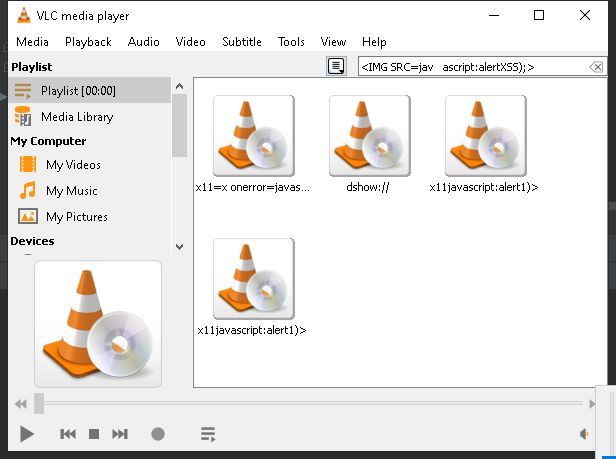 VLC media player
Media Playback Audio Video Subtitle Tools View Help
Playlist
<IMG SRC=jav   ascript:alertXSS);>
Playlist [00:00]
Media Library
My Computer
My Videos
My Music
My Pictures
Devices
x11=x onerror=javas...
dshow://
x11javascript:alert1)>
x11javascript:alert1)>